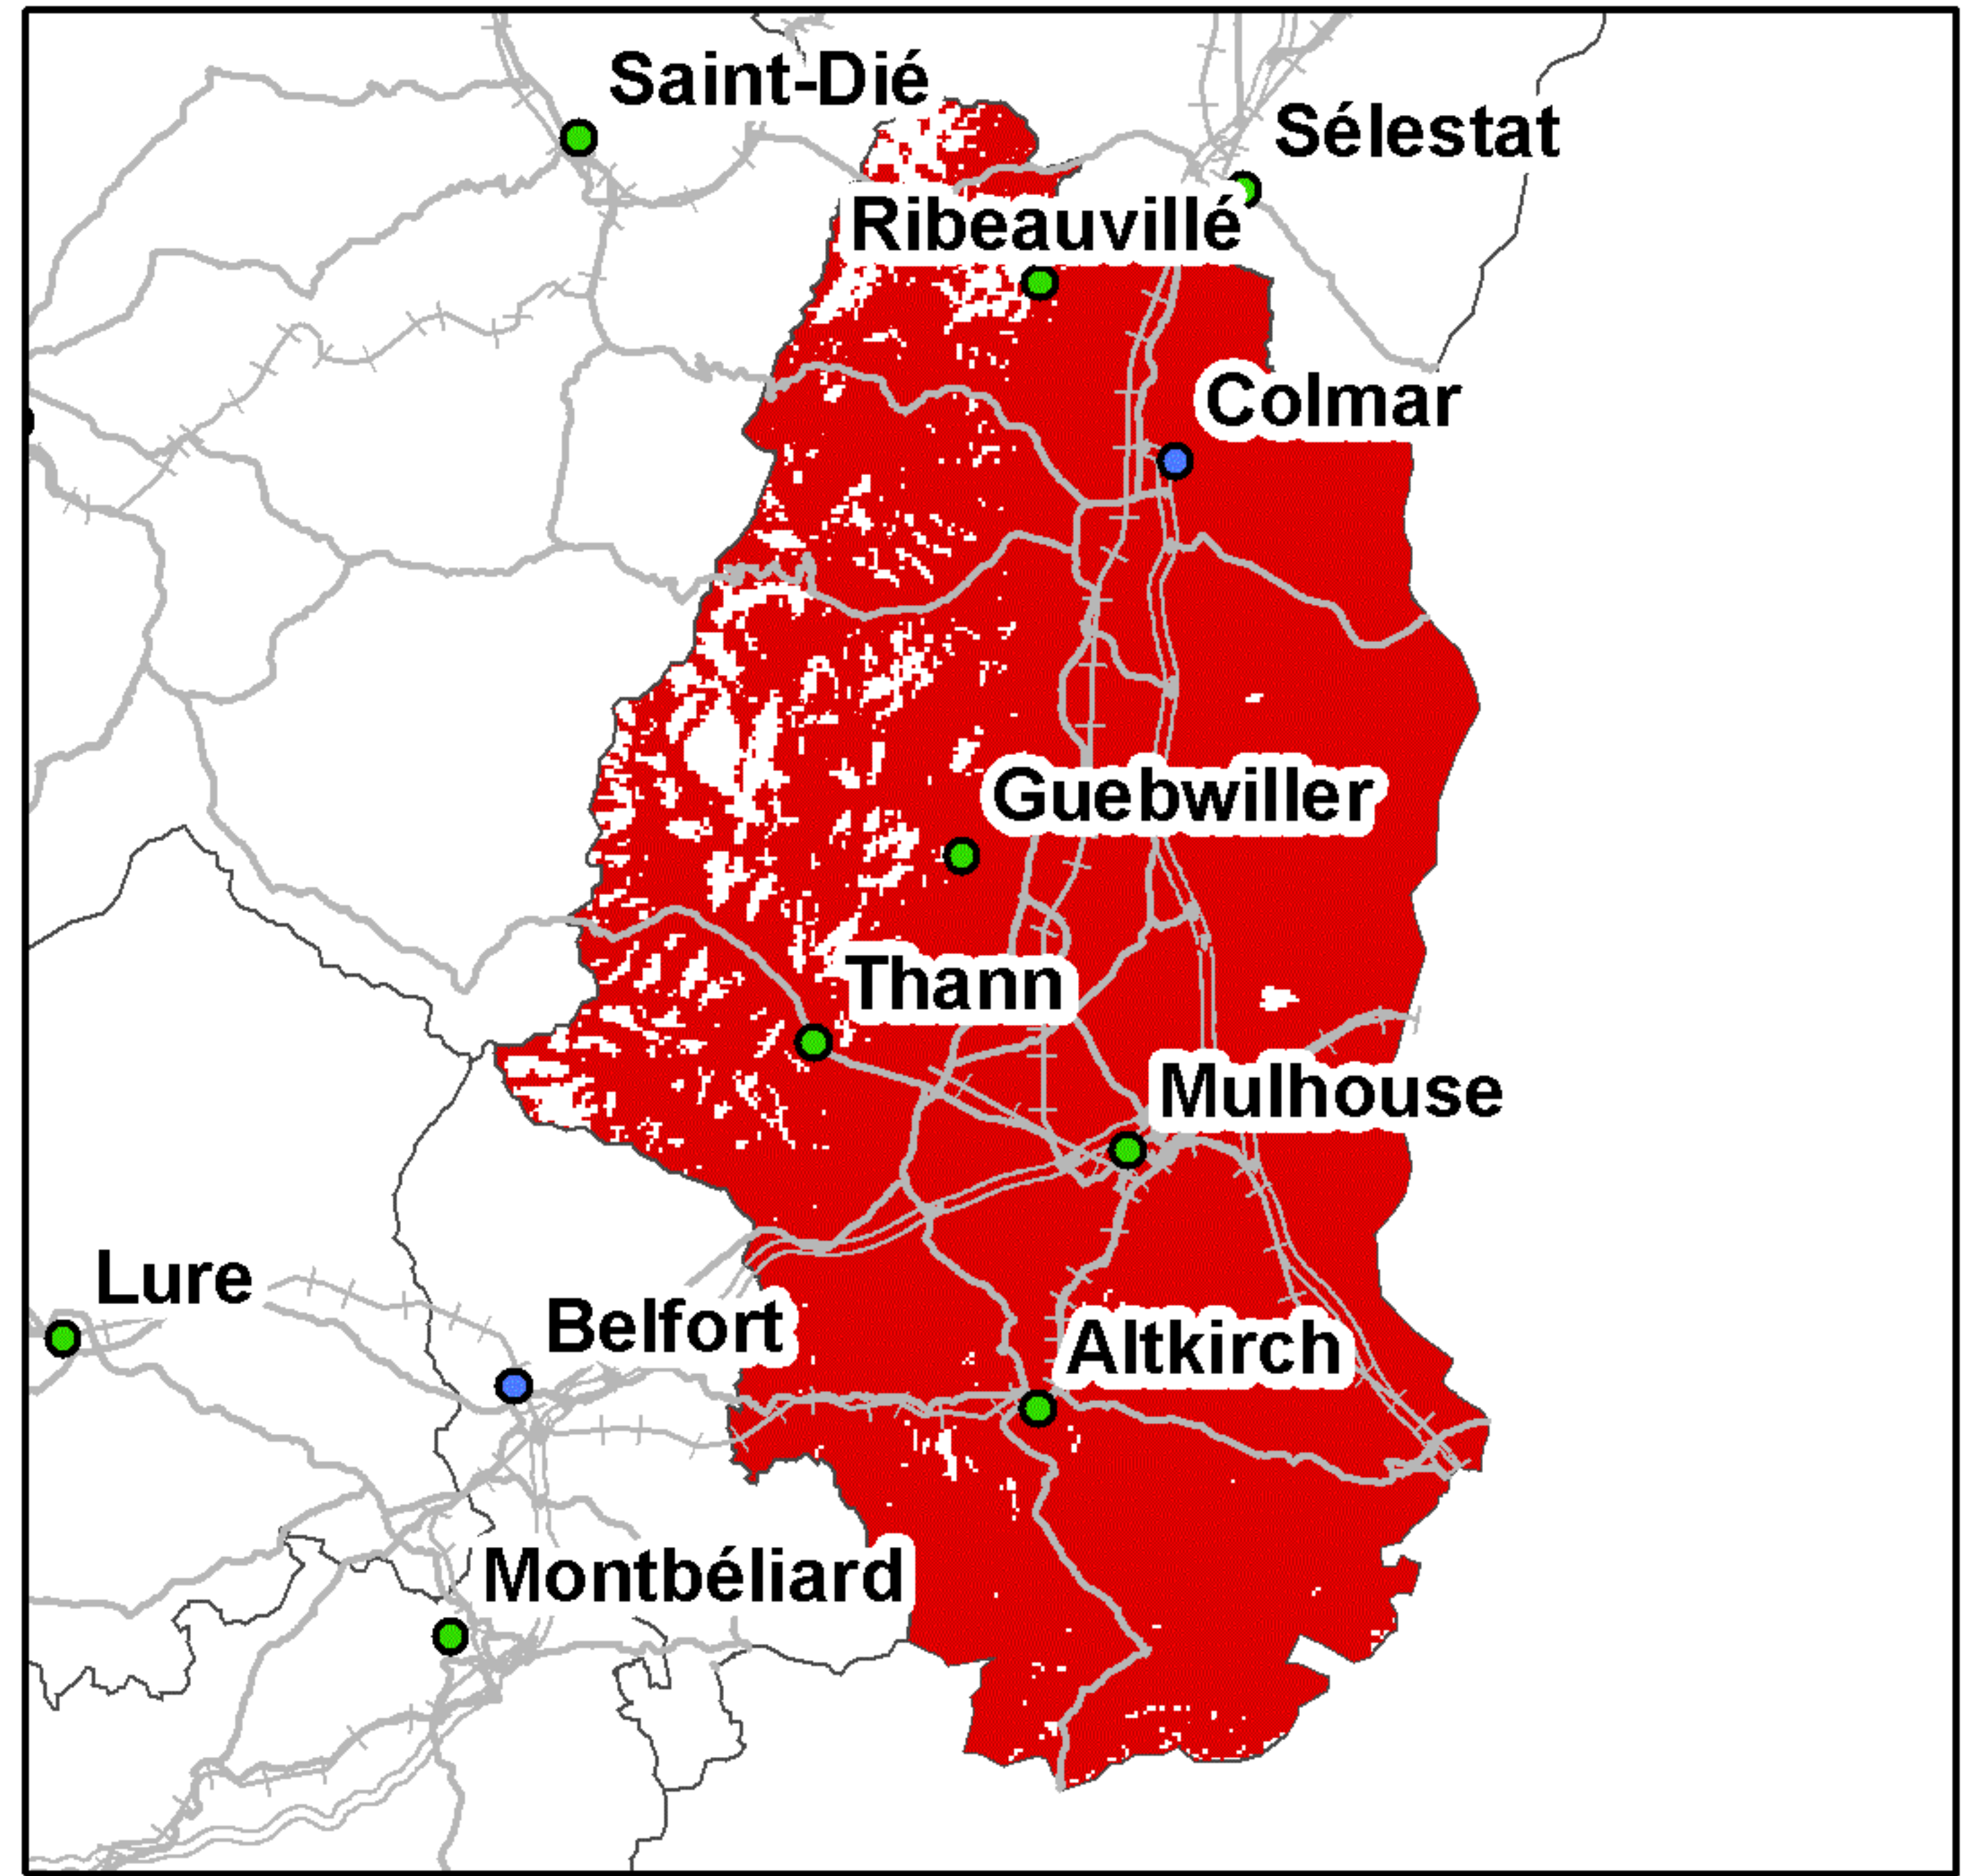 Saint-Dié
Sélestat
Ribeauvillé
Colmar
Guebwiller
Thann
Mulhouse
Lure
Belfort
Altkirch
Montbéliard